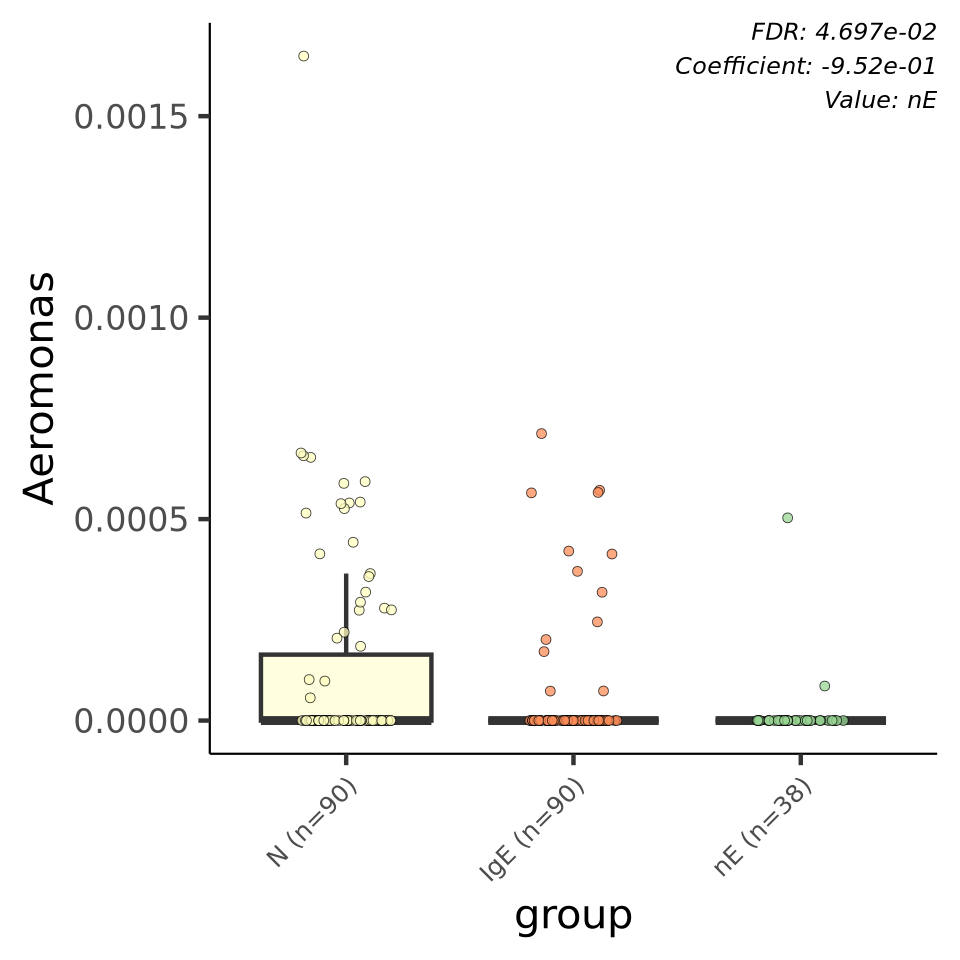 FDR: 4.697e-02
Coefficient: -9.52e-01
Value: nE
Aeromonas
0.0015
0.0010
0.0005
0.0000
N (n=90)
IgE (n=90)
nE (n=38)
group